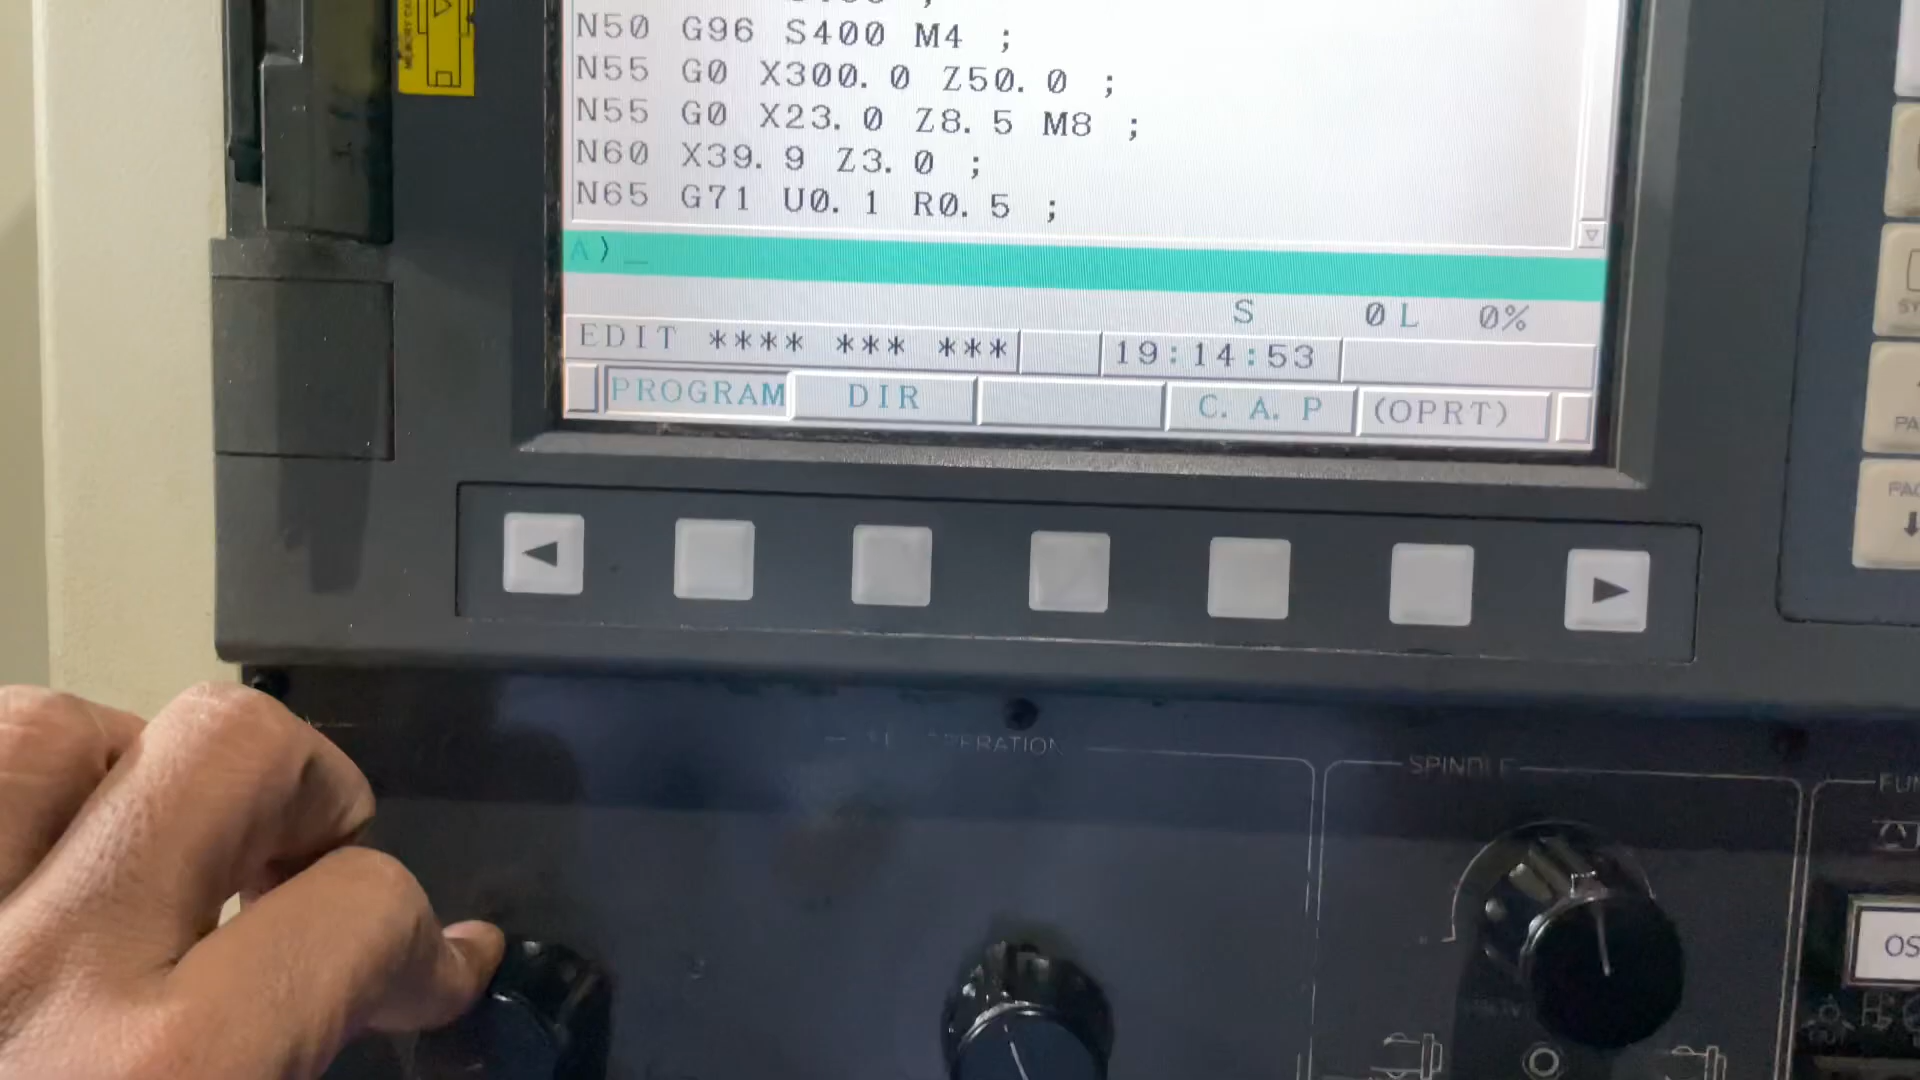 N50 G96 S400 M4 ;
N55 G0 X300. 0 Z50. 0 ;
N55 G0 X23. 0 Z8. 5 M8 ;
N60 X39. 9 Z3. 0 ;
N65 G71 U0. 1 R0. 5 ;
A ) _
S 0 L 0%
EDIT **** *** *** 19:14:53
PROGRAM DIR C. A. P (OPRT)
SPINDLE